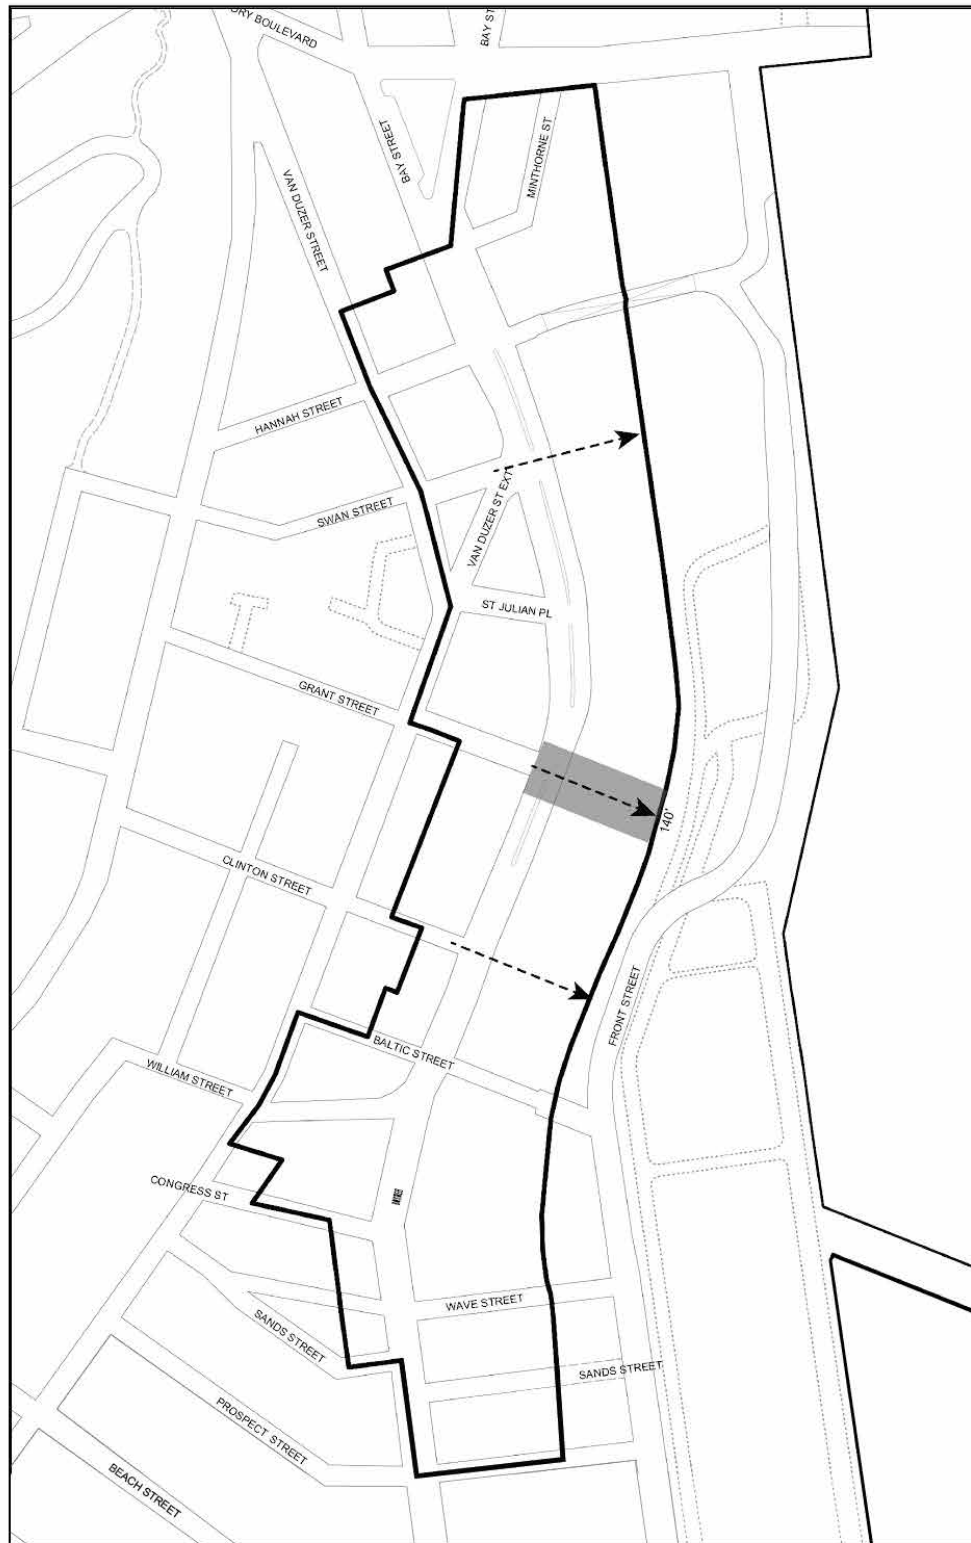 ORY BOULEVARD
BAY ST
BAY STREET
MINTHORNE ST
VAN DUZER STREET
HANNAH STREET
SWAN STREET
VAN DUZER ST EXT
ST JULIAN PL
GRANT STREET
140'
CLINTON STREET
FRONT STREET
BALTIC STREET
WILLIAM STREET
CONGRESS ST
WAVE STREET
SANDS STREET
SANDS STREET
PROSPECT STREET
BEACH STREET